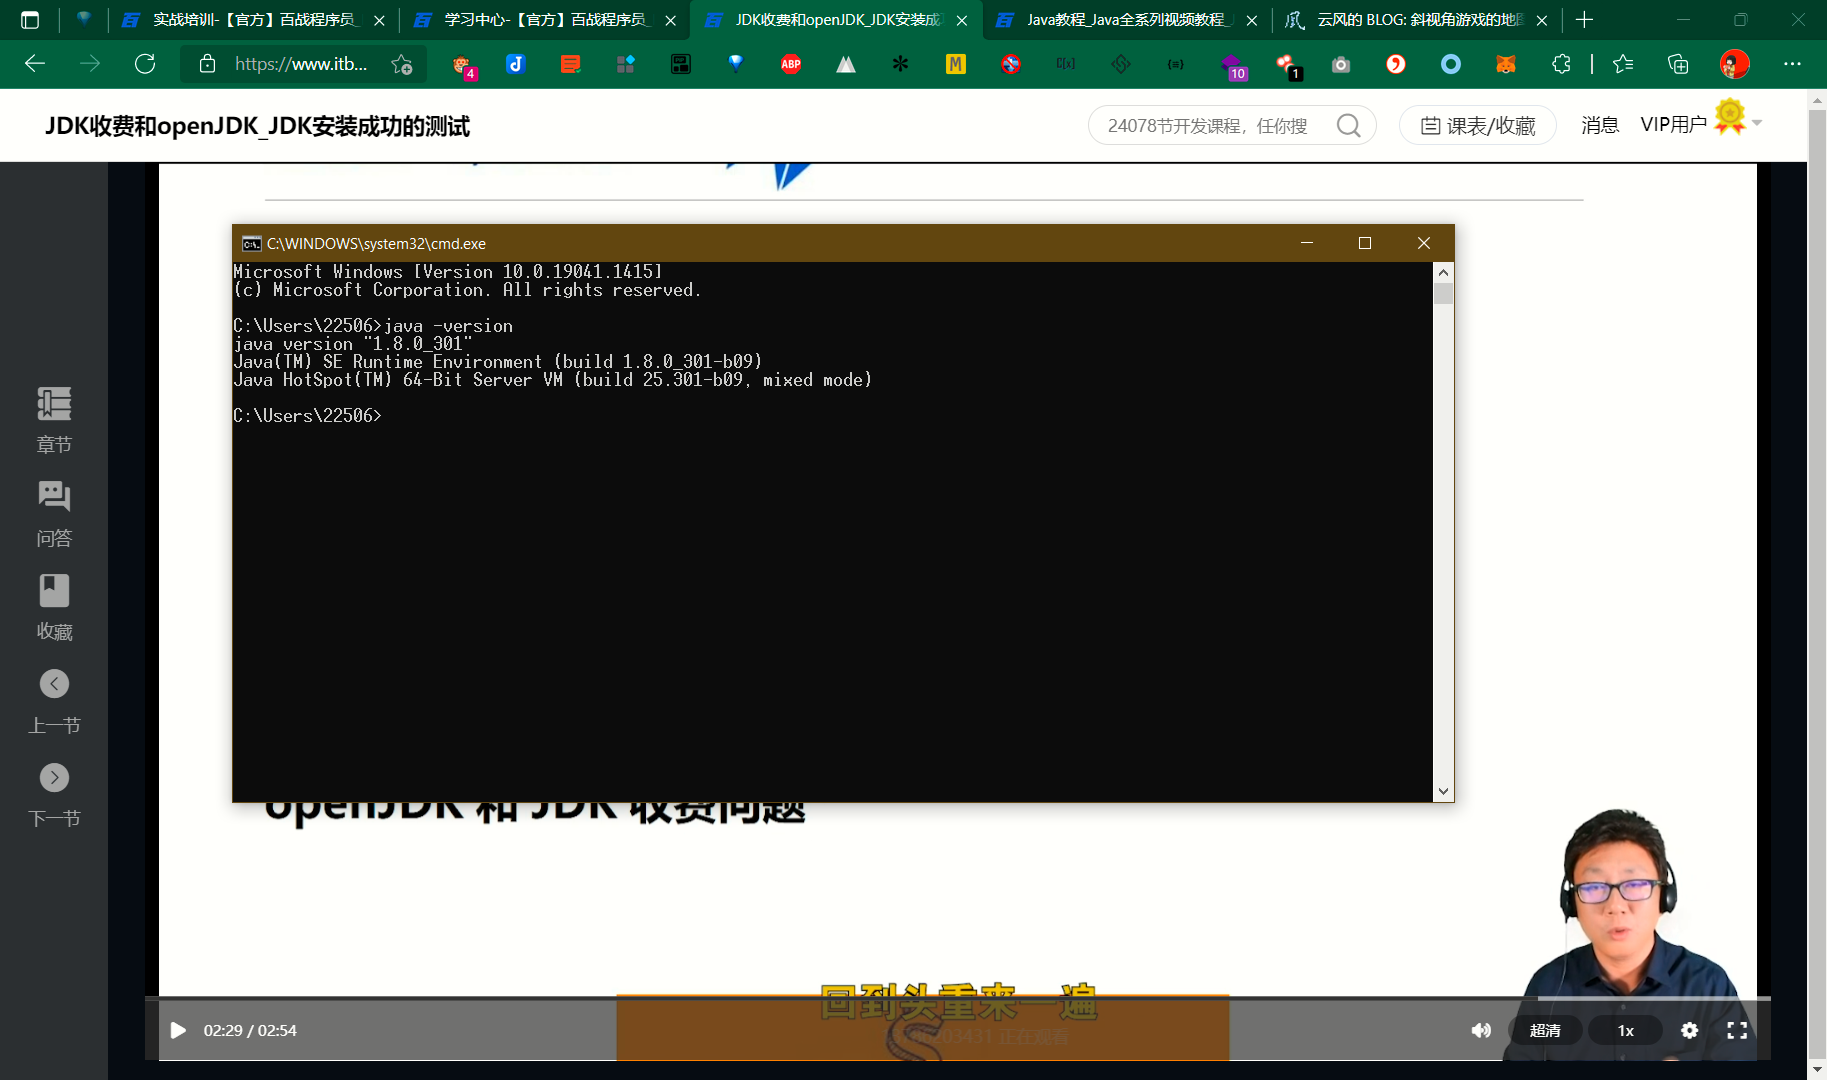 实战培训-【官方】百战程序员_
学习中心-【官方】百战程序员_
JDK收费和openJDK_JDK安装成
Java教程_Java全系列视频教程_
云风的 BLOG: 斜视角游戏的地
https://www.itb...
4
ABP
M
10
1
JDK收费和openJDK_JDK安装成功的测试
24078节开发课程，任你搜
课表/收藏
消息
VIP用户
C:\WINDOWS\system32\cmd.exe
Microsoft Windows [Version 10.0.19041.1415]
(c) Microsoft Corporation. All rights reserved.
C:\Users\22506>java -version
java version "1.8.0_301"
Java(TM) SE Runtime Environment (build 1.8.0_301-b09)
Java HotSpot(TM) 64-Bit Server VM (build 25.301-b09, mixed mode)
C:\Users\22506>
章节
问答
收藏
上一节
下一节
openJDK 和 JDK 收费问题
回到头重来一遍
正在观看
02:29 / 02:54
超清
1x